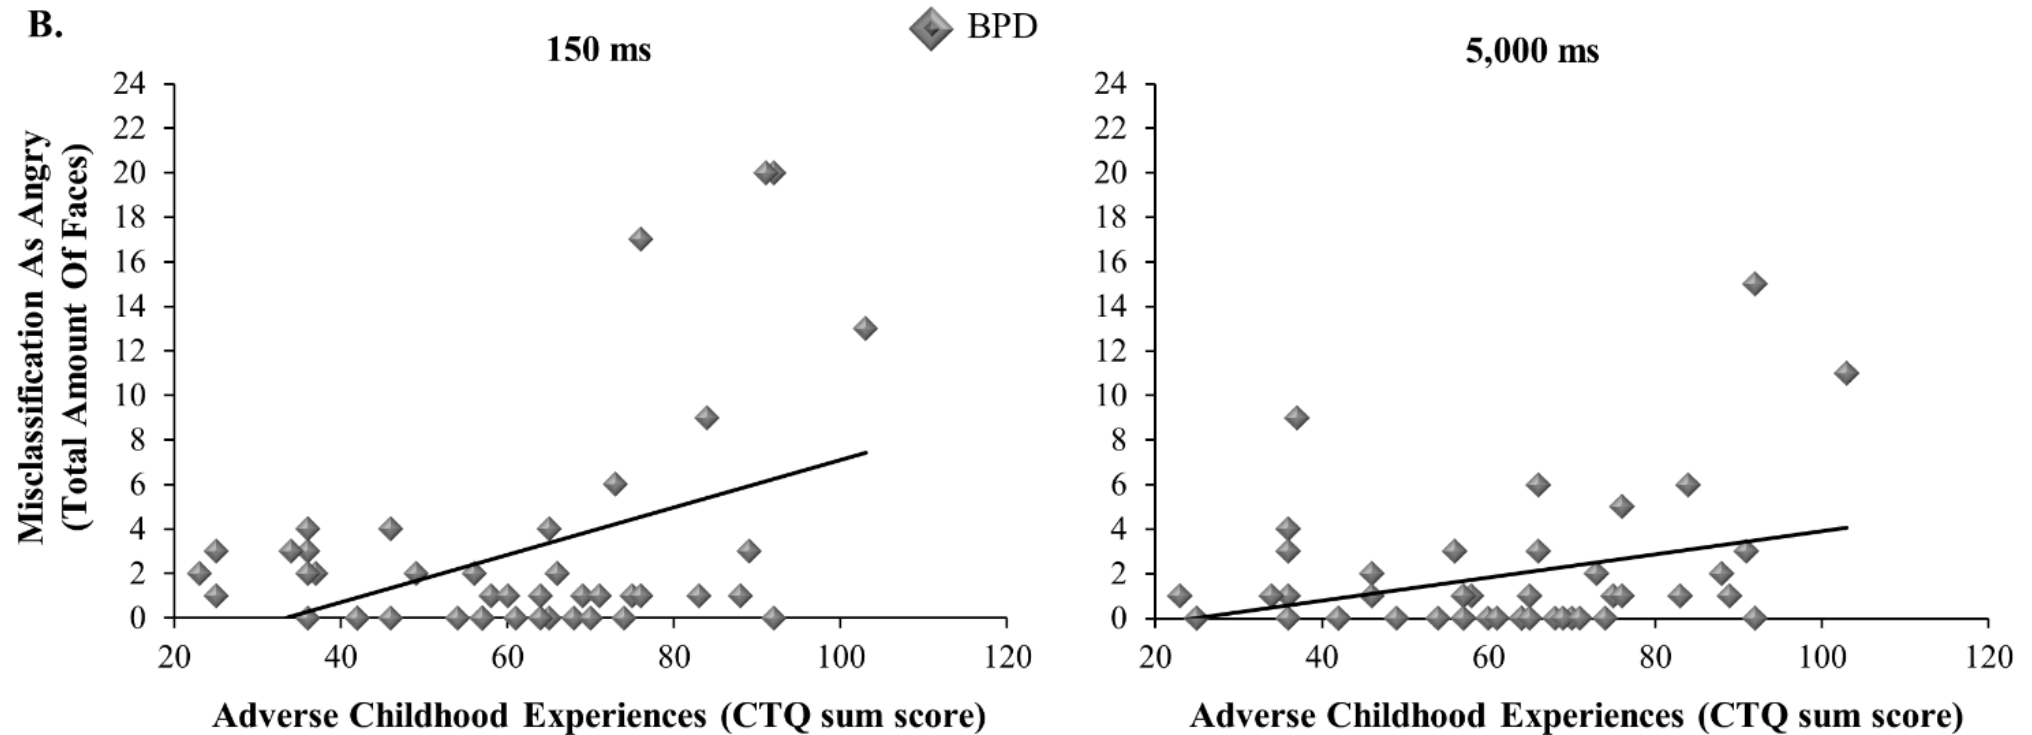 B.
BPD
150 ms
5,000 ms
Misclassification As Angry
(Total Amount Of Faces)
24
22
20
18
16
14
12
10
8
6
4
2
0
20 40 60 80 100 120
Adverse Childhood Experiences (CTQ sum score)
24
22
20
18
16
14
12
10
8
6
4
2
0
20 40 60 80 100 120
Adverse Childhood Experiences (CTQ sum score)